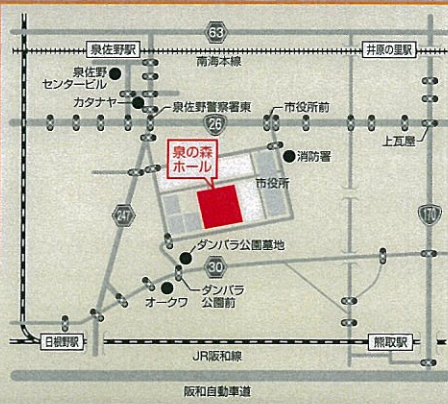 63
泉佐野駅
井原の里駅
南海本線
泉佐野
センタービル
カタナヤ
泉佐野警察署東
市役所前
26
上瓦屋
泉の森
ホール
消防署
市役所
247
170
ダンバラ公園墓地
30
ダンバラ
公園前
オークワ
日根野駅
熊取駅
JR阪和線
阪和自動車道